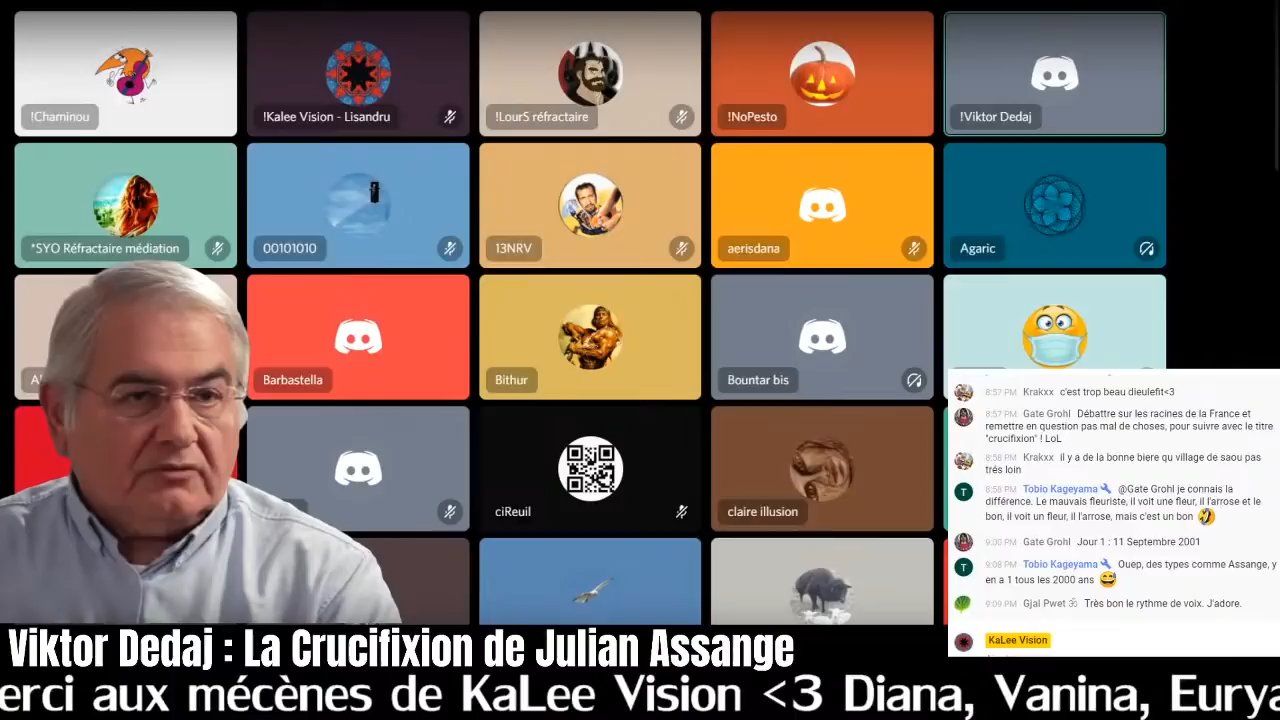 !Chaminou
!Kalee Vision - Lisandru
!LourS réfractaire
!NoPesto
!Viktor Dedaj
*SYO Réfractaire médiation
00101010
13NRV
aerisdana
Agaric
Barbastella
Bithur
Bountar bis
ciReuil
claire illusion
8:57 PM Krakxx c'est trop beau dieulefit<3
8:57 PM Gate Grohl Débattre sur les racines de la France et
remettre en question pas mal de choses, pour suivre avec le titre
"crucifixion" ! LoL
8:58 PM Krakxx il y a de la bonne biere qu village de saou pas
trés loin
8:58 PM Tobio Kageyama @Gate Grohl je connais la
différence. Le mauvais fleuriste, il voit une fleur, il l'arrose et le
bon, il voit un fleur, il l'arrose, mais c'est un bon 🤣
9:00 PM Gate Grohl Jour 1 : 11 Septembre 2001
9:08 PM Tobio Kageyama Ouep, des types comme Assange, y
en a 1 tous les 2000 ans 😅
9:09 PM Gjal Pwet ॐ Très bon le rythme de voix. J'adore.
KaLee Vision
Viktor Dedaj : La Crucifixion de Julian Assange
erci aux mécènes de KaLee Vision <3 Diana, Vanina, Eurya